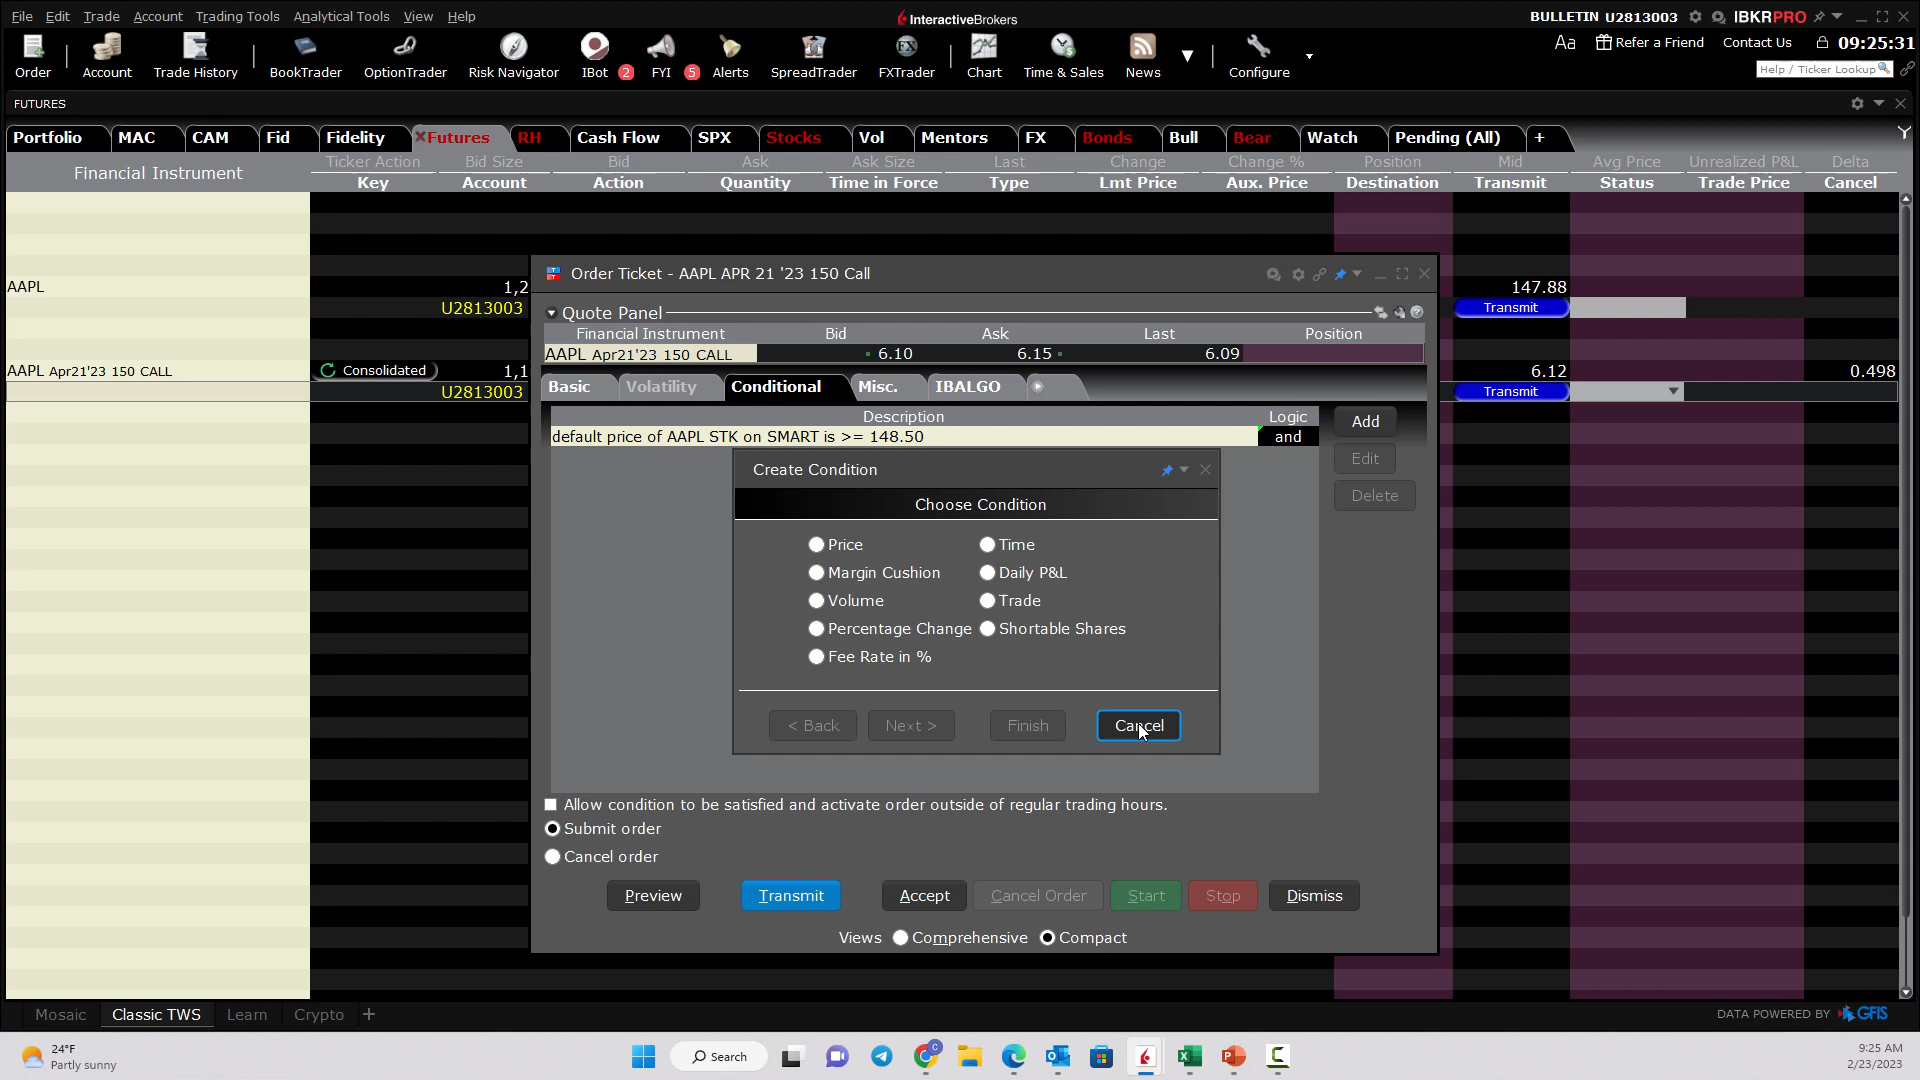 File Edit Trade Account Trading Tools Analytical Tools View Help
InteractiveBrokers
BULLETIN U2813003 IBKRPRO
Order Account Trade History BookTrader OptionTrader Risk Navigator IBot 2 FYI 5 Alerts SpreadTrader FX FXTrader Chart Time & Sales News Configure
Aa Refer a Friend Contact Us 09:25:31
Help / Ticker Lookup
FUTURES
Portfolio MAC CAM Fid Fidelity Futures RH Cash Flow SPX Stocks Vol Mentors FX Bonds Bull Bear Watch Pending (All) +
Financial Instrument
Ticker Action Bid Size Bid Ask Ask Size Last Change Change % Position Mid Avg Price Unrealized P&L Delta
Key Account Action Quantity Time in Force Type Lmt Price Aux. Price Destination Transmit Status Trade Price Cancel
AAPL 1,2 147.88
U2813003 Transmit
AAPL Apr21'23 150 CALL Consolidated 1,1 6.12 0.498
U2813003 Transmit
Order Ticket - AAPL APR 21 '23 150 Call
Quote Panel
Financial Instrument Bid Ask Last Position
AAPL Apr21'23 150 CALL 6.10 6.15 6.09
Basic Volatility Conditional Misc. IBALGO
Description Logic
default price of AAPL STK on SMART is >= 148.50 and
Add
Edit
Delete
Create Condition
Choose Condition
Price Time
Margin Cushion Daily P&L
Volume Trade
Percentage Change Shortable Shares
Fee Rate in %
< Back Next > Finish Cancel
Allow condition to be satisfied and activate order outside of regular trading hours.
Submit order
Cancel order
Preview Transmit Accept Cancel Order Start Stop Dismiss
Views Comprehensive Compact
Mosaic Classic TWS Learn Crypto +
DATA POWERED BY GFIS
24°F
Partly sunny
Search
9:25 AM
2/23/2023